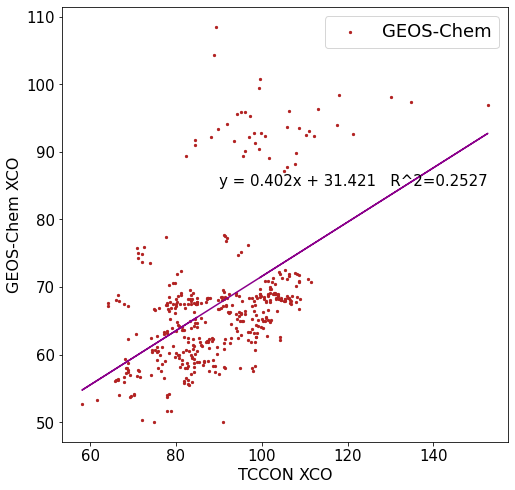 110
100
90
80
70
60
50
GEOS-Chem XCO
GEOS-Chem
y = 0.402x + 31.421 R^2=0.2527
60 80 100 120 140
TCCON XCO